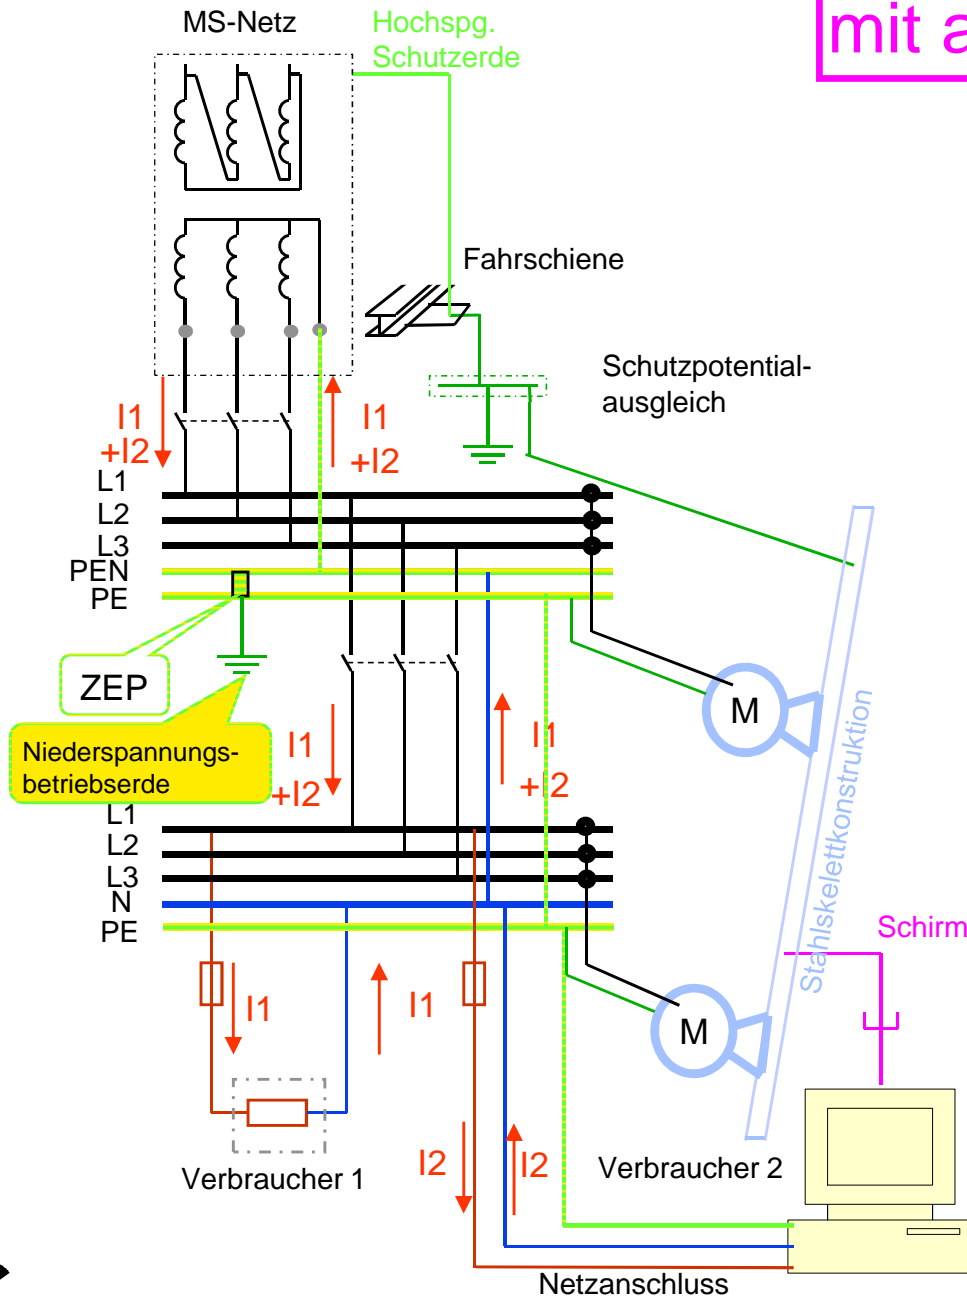 MS-Netz
Hochspg.
Schutzerde
mit a
Fahrschiene
Schutzpotential-
ausgleich
I1
+I2
I1
+I2
L1
L2
L3
PEN
PE
ZEP
Niederspannungs-
betriebserde
M
I1
+I2
I1
+I2
Stahlskelettkonstruktion
L1
L2
L3
N
PE
Schirm
I1
I1
M
Verbraucher 1
I2
I2
Verbraucher 2
Netzanschluss